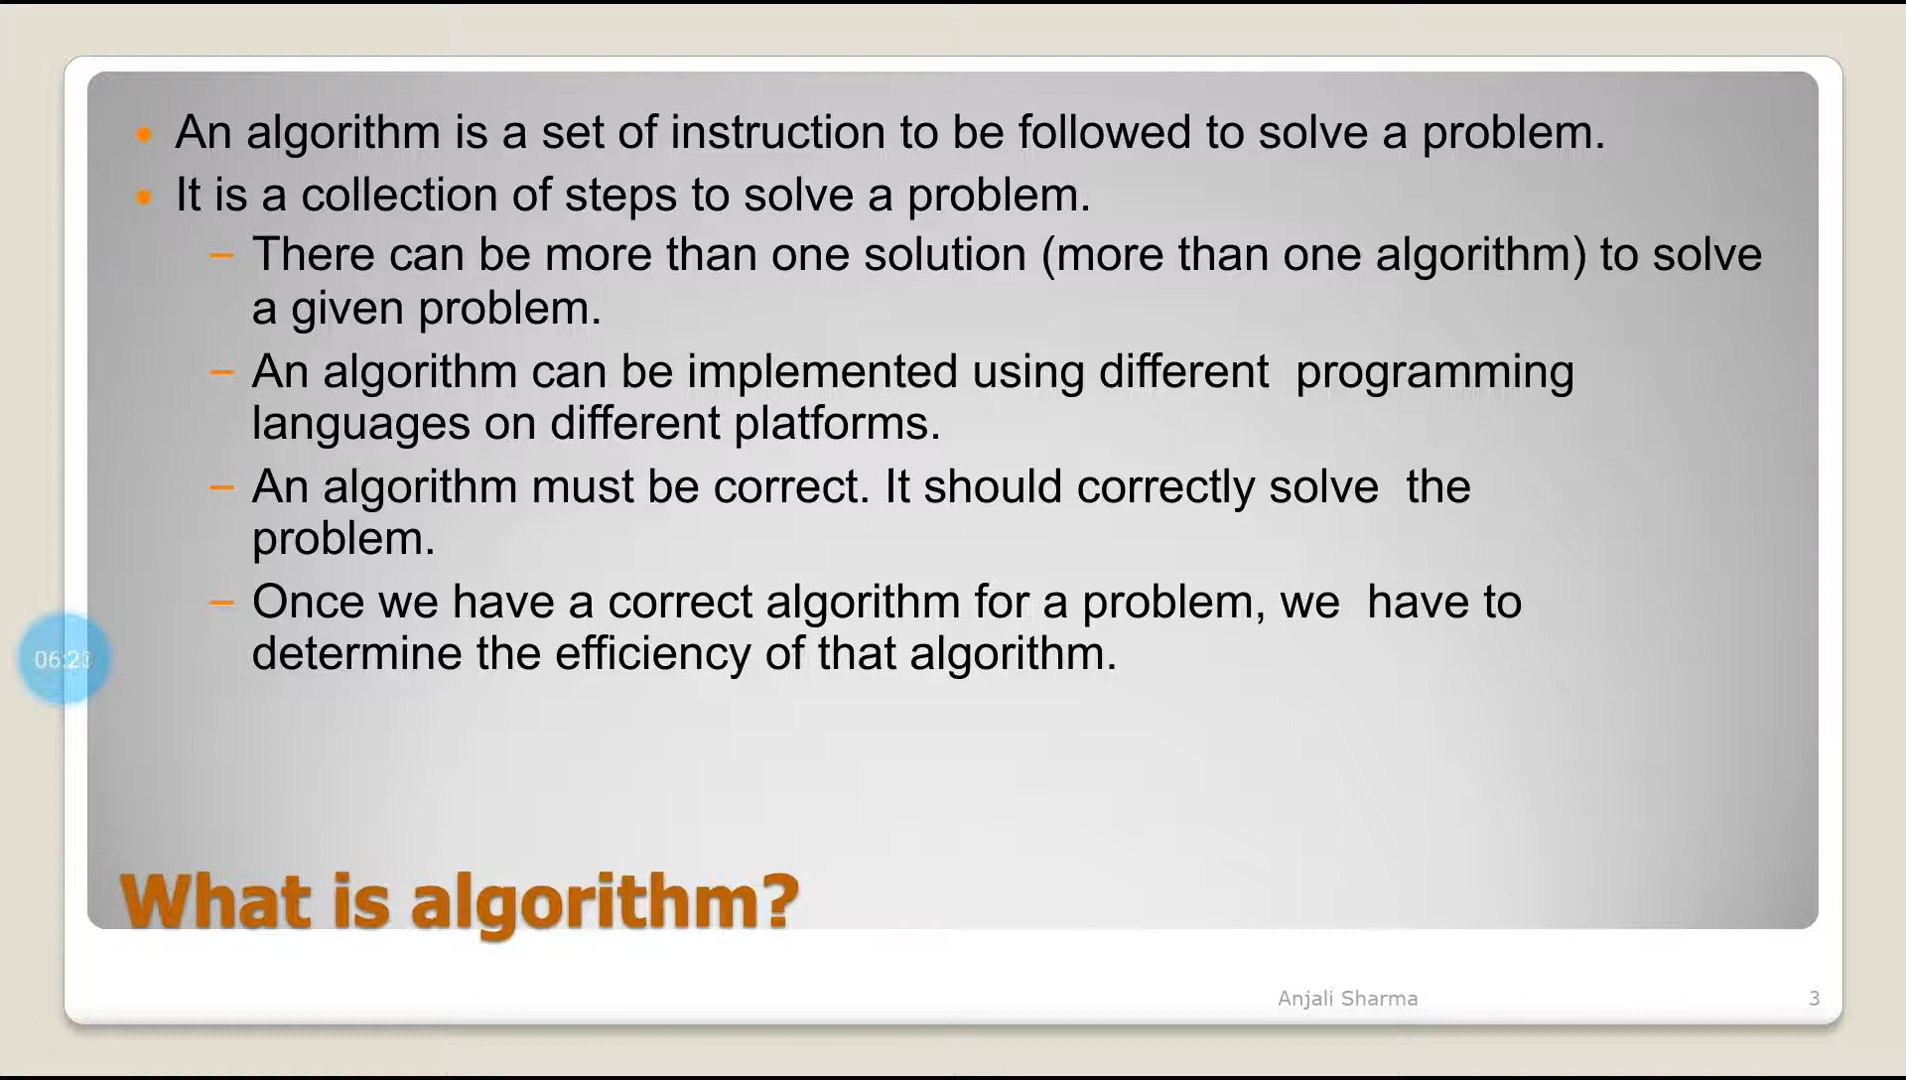 • An algorithm is a set of instruction to be followed to solve a problem.
• It is a collection of steps to solve a problem.
– There can be more than one solution (more than one algorithm) to solve
a given problem.
– An algorithm can be implemented using different programming
languages on different platforms.
– An algorithm must be correct. It should correctly solve the
problem.
– Once we have a correct algorithm for a problem, we have to
determine the efficiency of that algorithm.
What is algorithm?
Anjali Sharma 3